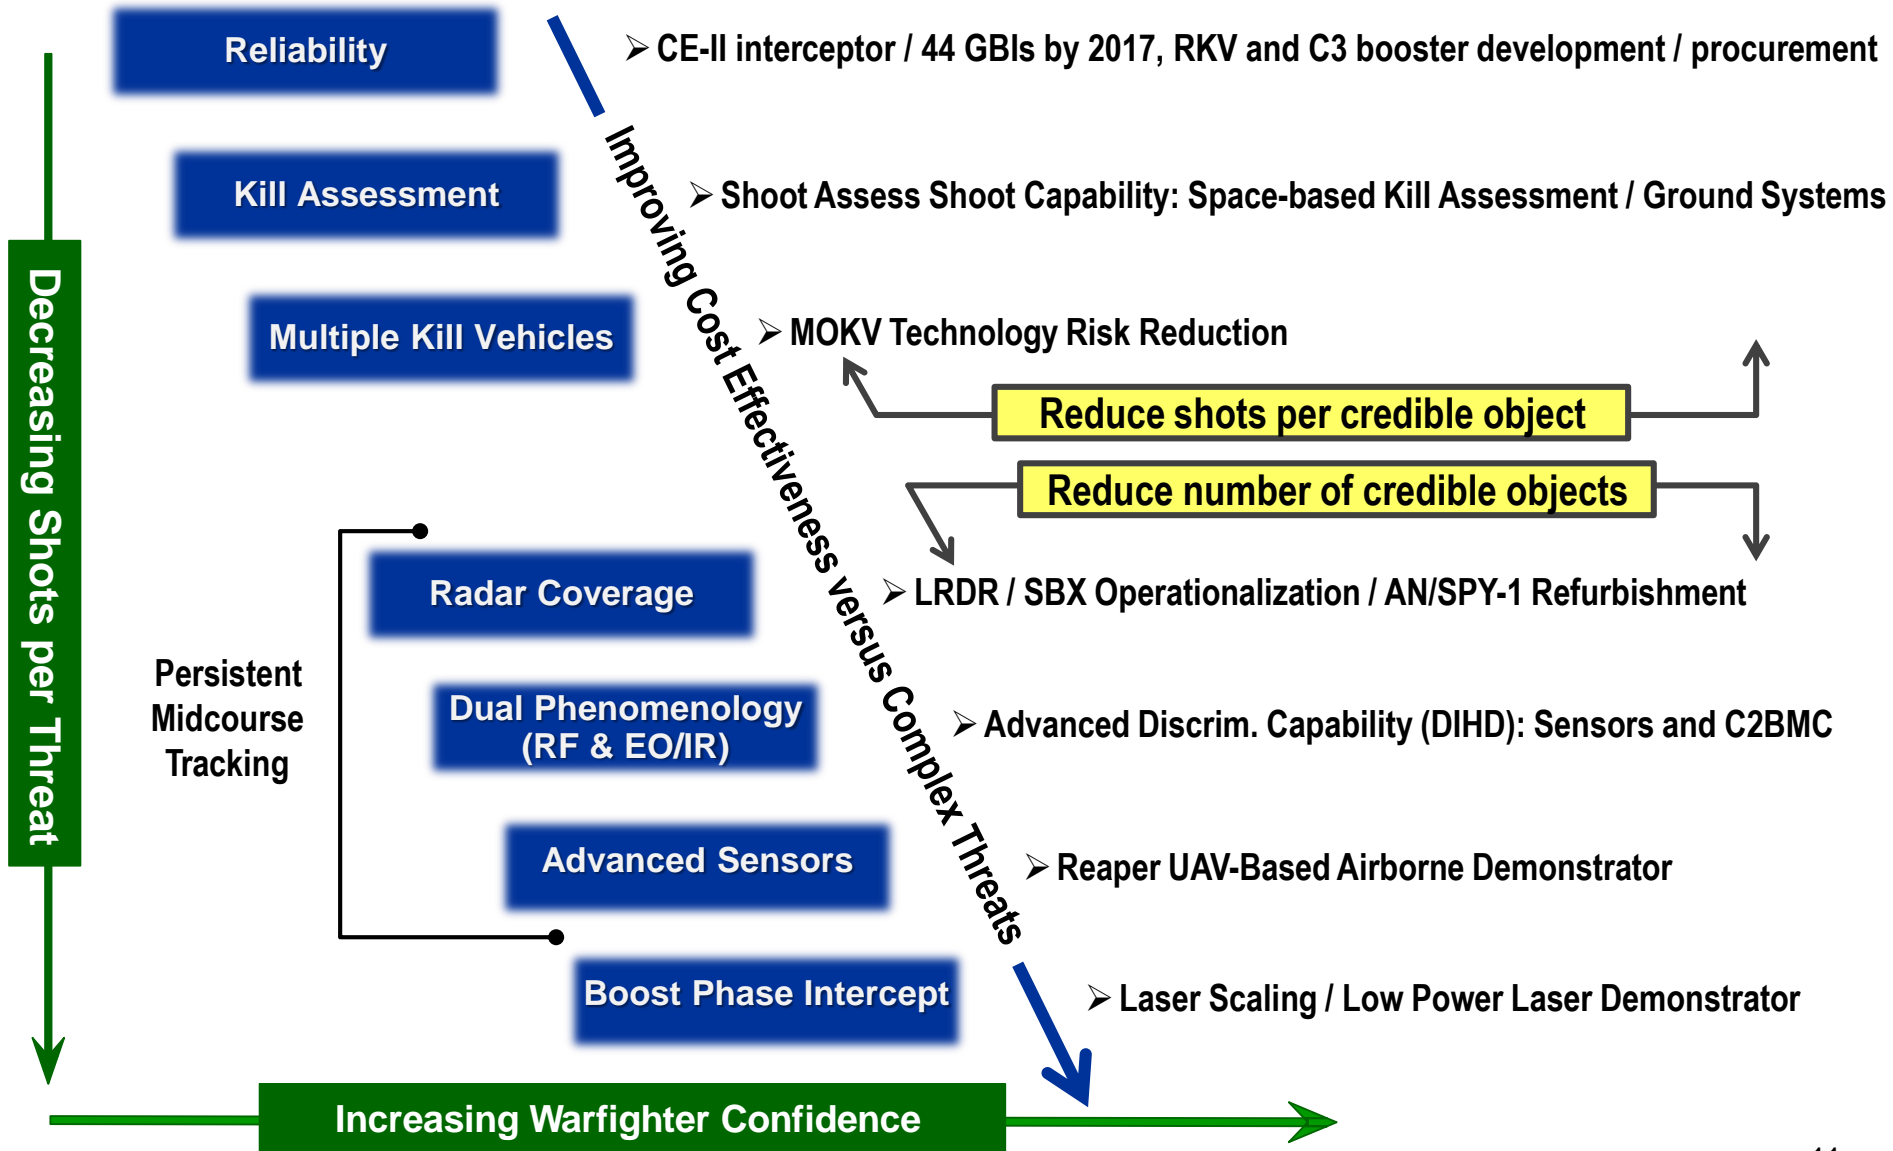 Reliability
➢ CE-II interceptor / 44 GBIs by 2017, RKV and C3 booster development / procurement
Kill Assessment
➢ Shoot Assess Shoot Capability: Space-based Kill Assessment / Ground Systems
Multiple Kill Vehicles
➢ MOKV Technology Risk Reduction
Reduce shots per credible object
Reduce number of credible objects
Radar Coverage
➢ LRDR / SBX Operationalization / AN/SPY-1 Refurbishment
Persistent
Midcourse
Tracking
Dual Phenomenology
(RF & EO/IR)
➢ Advanced Discrim. Capability (DIHD): Sensors and C2BMC
Advanced Sensors
➢ Reaper UAV-Based Airborne Demonstrator
Boost Phase Intercept
➢ Laser Scaling / Low Power Laser Demonstrator
Improving Cost Effectiveness versus Complex Threats
Decreasing Shots per Threat
Increasing Warfighter Confidence